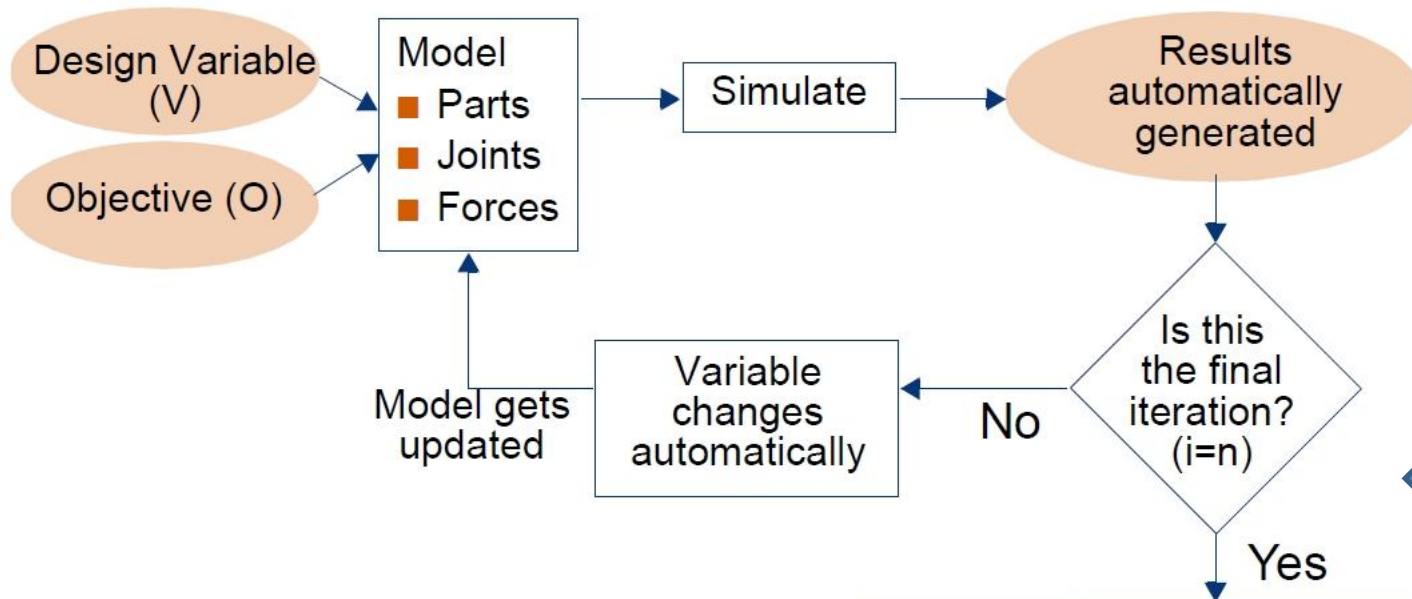 Design Variable
(V)
Objective (O)
Model
Parts
Joints
Forces
Simulate
Results
automatically
generated
Is this
the final
iteration?
(i=n)
No
Yes
Variable
changes
automatically
Model gets
updated